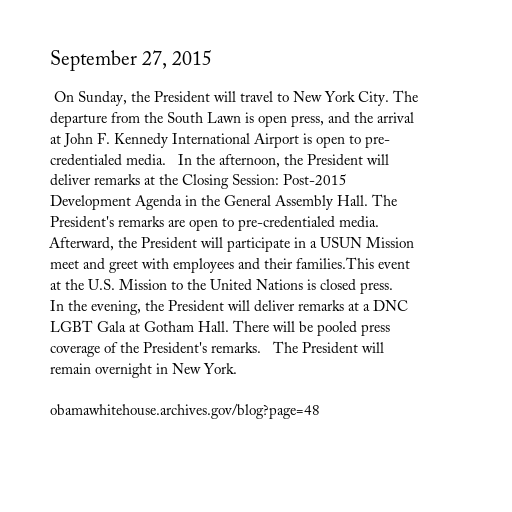 September 27, 2015
On Sunday, the President will travel to New York City. The
departure from the South Lawn is open press, and the arrival
at John F. Kennedy International Airport is open to pre-
credentialed media.   In the afternoon, the President will
deliver remarks at the Closing Session: Post-2015
Development Agenda in the General Assembly Hall. The
President's remarks are open to pre-credentialed media.
Afterward, the President will participate in a USUN Mission
meet and greet with employees and their families.This event
at the U.S. Mission to the United Nations is closed press.
In the evening, the President will deliver remarks at a DNC
LGBT Gala at Gotham Hall. There will be pooled press
coverage of the President's remarks.   The President will
remain overnight in New York.
obamawhitehouse.archives.gov/blog?page=48